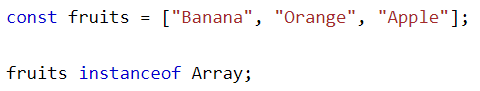 const fruits = ["Banana", "Orange", "Apple"];
fruits instanceof Array;